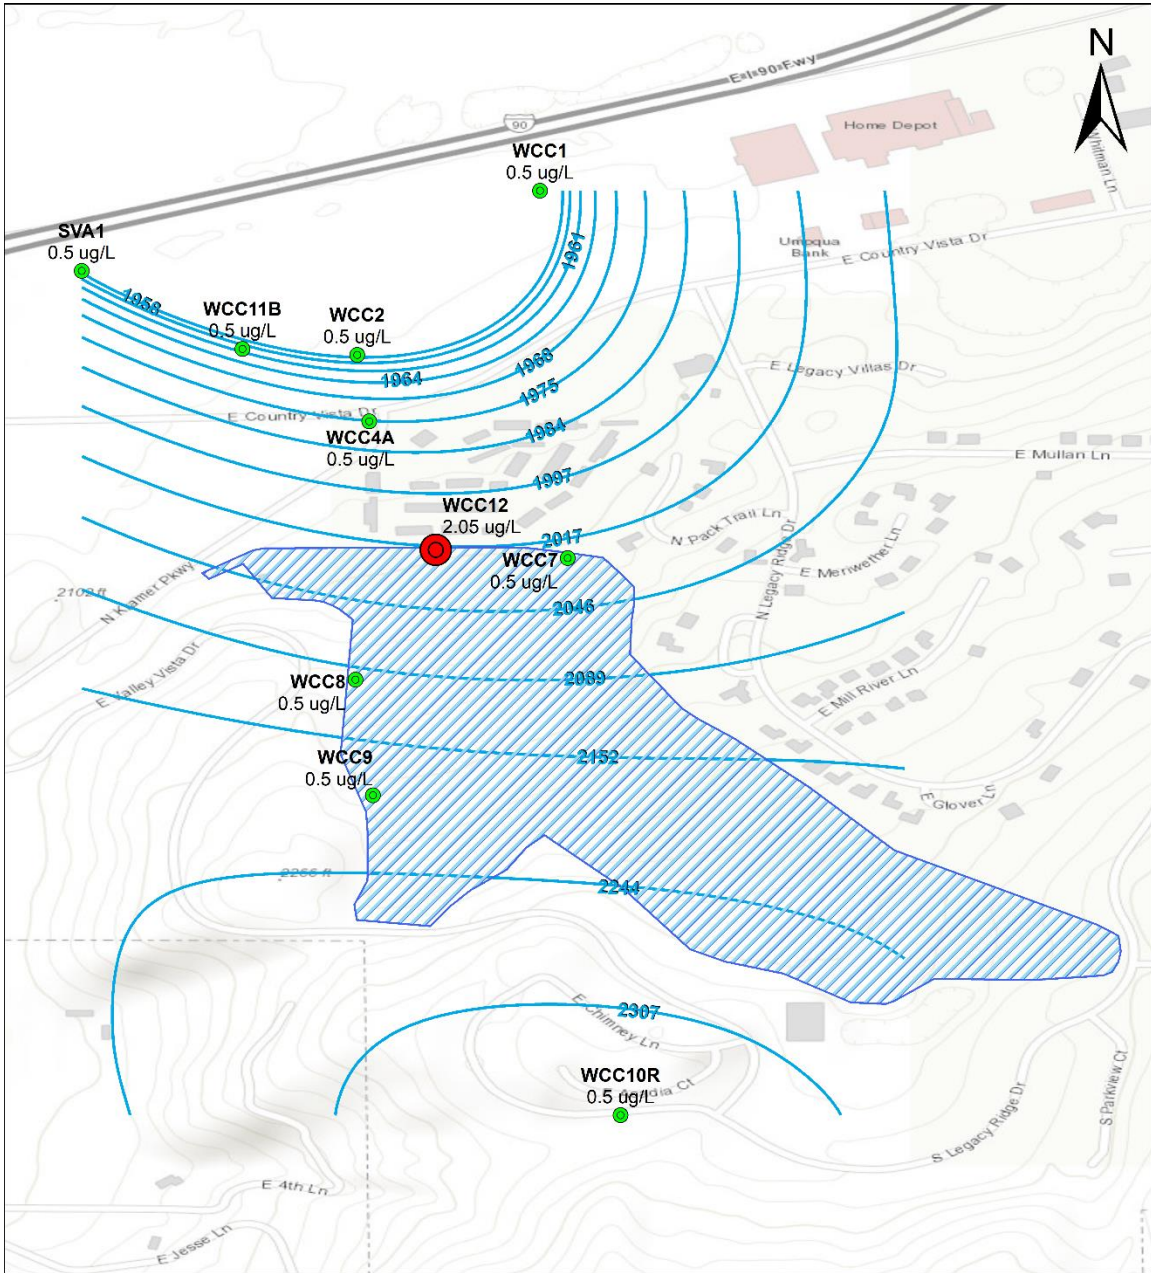 N
E-I-90-Fwy
90
Home Depot
Whitman Ln
WCC1
0.5 ug/L
SVA1
0.5 ug/L
1961
Umpqua
Bank
E Country Vista Dr
1958
WCC11B
0.5 ug/L
WCC2
0.5 ug/L
1968
E Legacy Villas Dr
1964
1975
E Country Vista Dr
WCC4A
0.5 ug/L
1984
E Mullan Ln
1997
WCC12
2.05 ug/L
N Pack Trail Ln
2017
WCC7
0.5 ug/L
N Legacy Ridge Dr
E Meriwether Ln
2102 ft
N Kramer Pkwy
2046
E Valley Vista Dr
WCC8
0.5 ug/L
2089
E Mill River Ln
WCC9
0.5 ug/L
2152
E Glover Ln
2266 ft
2244
2307
E Chimney Ln
WCC10R
0.5 ug/L
E Acadia Ct
S Legacy Ridge Dr
S Parkview Ct
E 4th Ln
E Jesse Ln